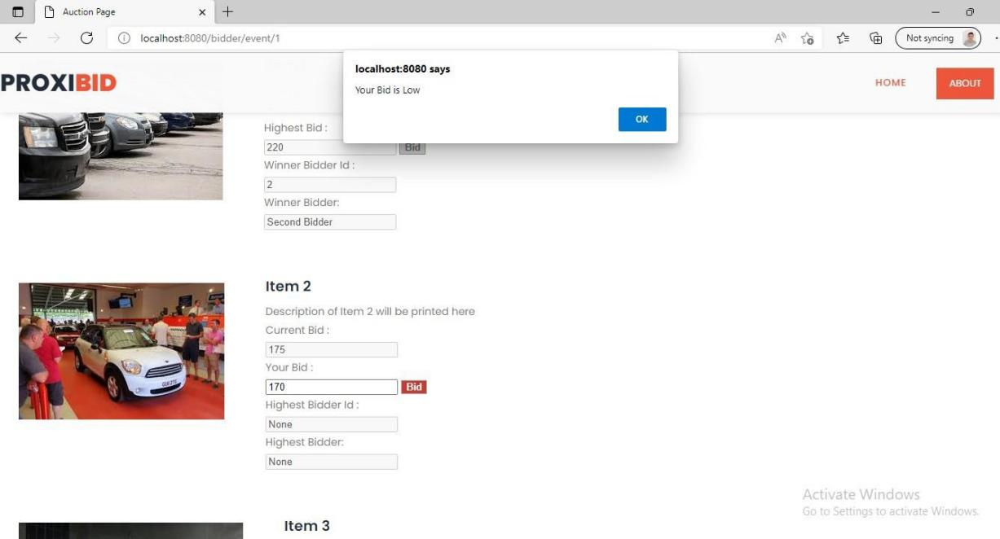 Auction Page
localhost:8080/bidder/event/1
Not syncing
PROXIBID
HOME
ABOUT
localhost:8080 says
Your Bid is Low
OK
Highest Bid :
220
Bid
Winner Bidder Id :
2
Winner Bidder:
Second Bidder
Item 2
Description of Item 2 will be printed here
Current Bid :
175
Your Bid :
170
Bid
Highest Bidder Id :
None
Highest Bidder:
None
Item 3
Activate Windows
Go to Settings to activate Windows.